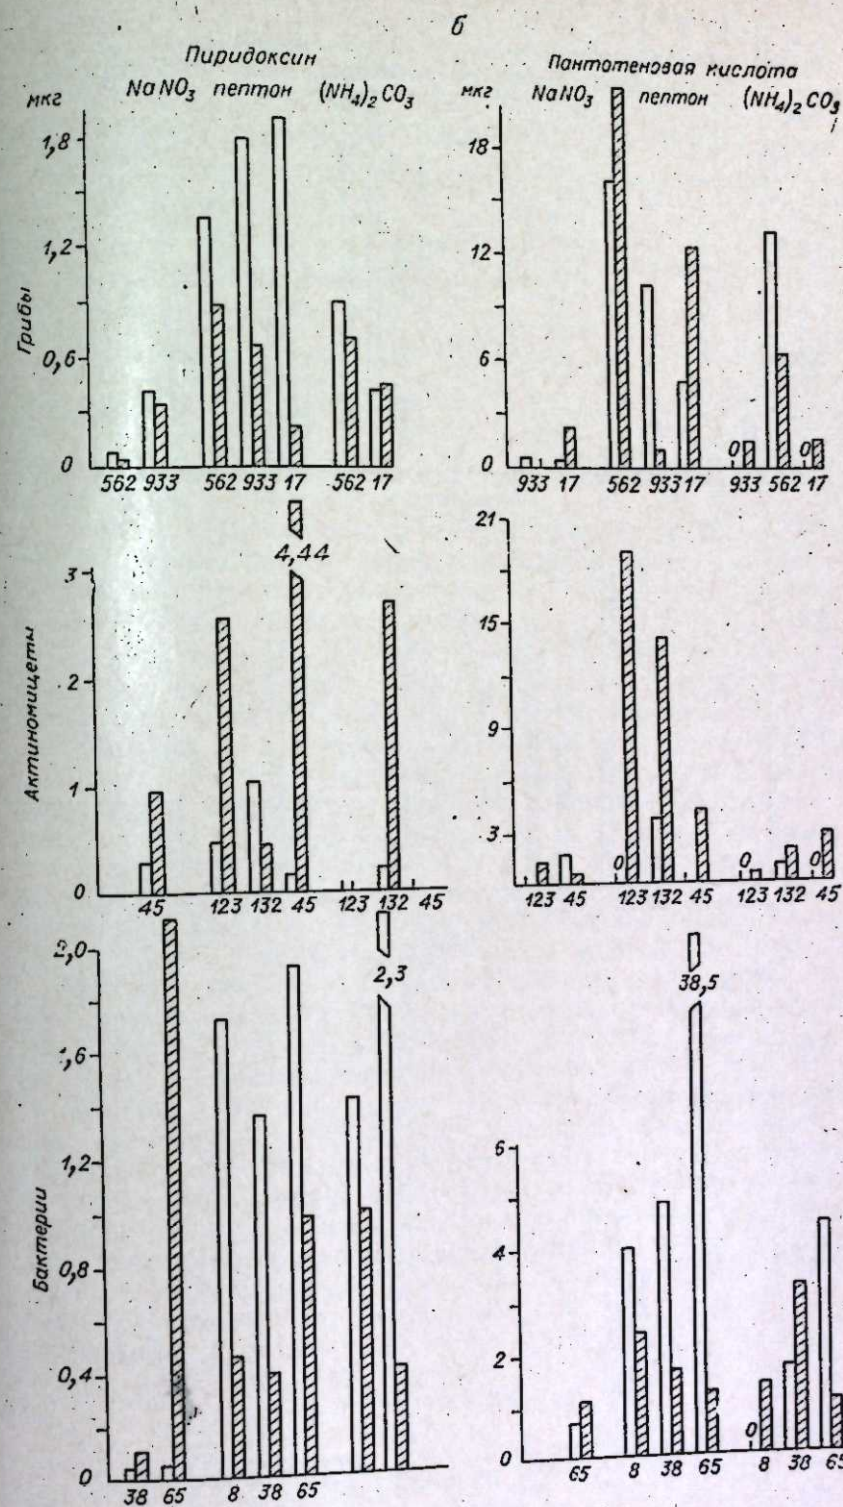 б
Пиридоксин
Пантотеновая кислота
мкг NaNO3 пептон (NH4)2CO3
мкг NaNO3 пептон (NH4)2CO3
Грибы
1,8
1,2
0,6
0
562 933 562 933 17 562 17
18
12
6
0
0 0
933 17 562 933 17 933 562 17
Актиномицеты
4,44
3
2
1
0
45 123 132 45 123 132 45
21
15
9
3
0 0 0
123 45 123 132 45 123 132 45
Бактерии
2,3
2,0
1,6
1,2
0,8
0,4
0
38 65 8 38 65
38,5
6
4
2
0
0
65 8 38 65 8 38 65